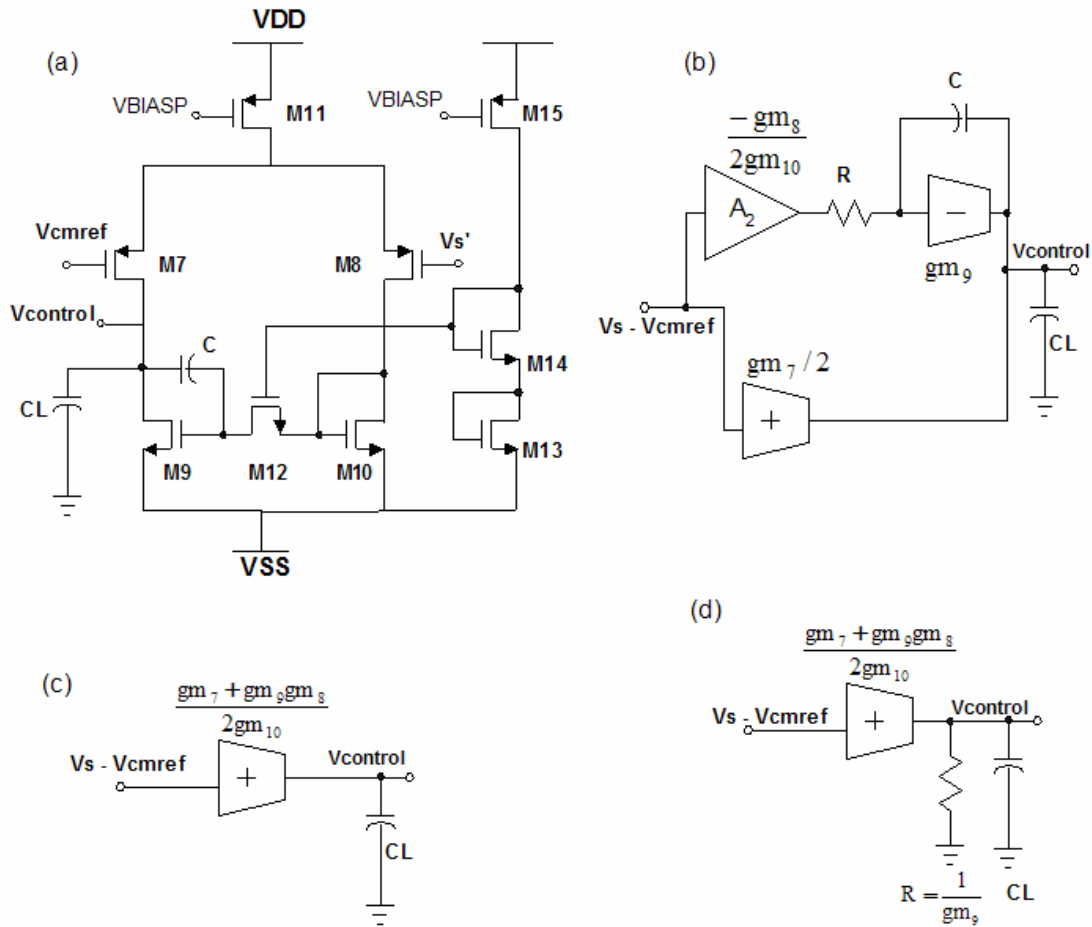 (a)
VDD
VBIASP
M11
VBIASP
M15
Vcmref
M7
M8
Vs'
Vcontrol
C
CL
M14
M9
M12
M10
M13
VSS
(b)
C
-gm8
2gm10
R
A2
gm9
Vcontrol
Vs - Vcmref
CL
gm7/2
(c)
gm7 + gm9gm8
2gm10
Vs - Vcmref
Vcontrol
CL
(d)
gm7 + gm9gm8
2gm10
Vs - Vcmref
Vcontrol
R = 1/gm9
CL